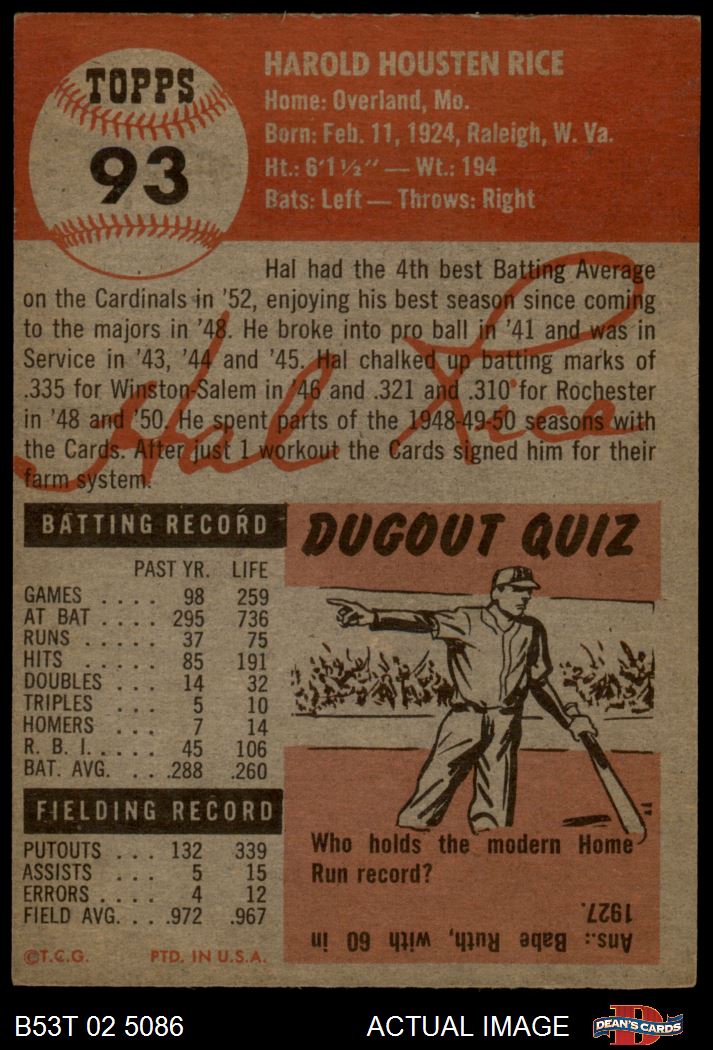 TOPPS
93
HAROLD HOUSTEN RICE
Home: Overland, Mo.
Born: Feb. 11, 1924, Raleigh, W. Va.
Ht.: 6'1½" — Wt.: 194
Bats: Left — Throws: Right
Hal had the 4th best Batting Average
on the Cardinals in '52, enjoying his best season since coming
to the majors in '48. He broke into pro ball in '41 and was in
Service in '43, '44 and '45. Hal chalked up batting marks of
.335 for Winston-Salem in '46 and .321 and .310 for Rochester
in '48 and '50. He spent parts of the 1948-49-50 seasons with
the Cards. After just 1 workout the Cards signed him for their
farm system.
Hal Rice
BATTING RECORD
PAST YR. LIFE
GAMES .... 98 259
AT BAT .... 295 736
RUNS .... 37 75
HITS ..... 85 191
DOUBLES ... 14 32
TRIPLES ... 5 10
HOMERS ... 7 14
R. B. I. .... 45 106
BAT. AVG. ... .288 .260
FIELDING RECORD
PUTOUTS ... 132 339
ASSISTS ... 5 15
ERRORS .... 4 12
FIELD AVG. ... .972 .967
©T.C.G. PTD. IN U.S.A.
DUGOUT QUIZ
B
Who holds the modern Home
Run record?
Ans.: Babe Ruth, with 60 in
1927.
B53T 02 5086
ACTUAL IMAGE
D
DEAN'S CARDS